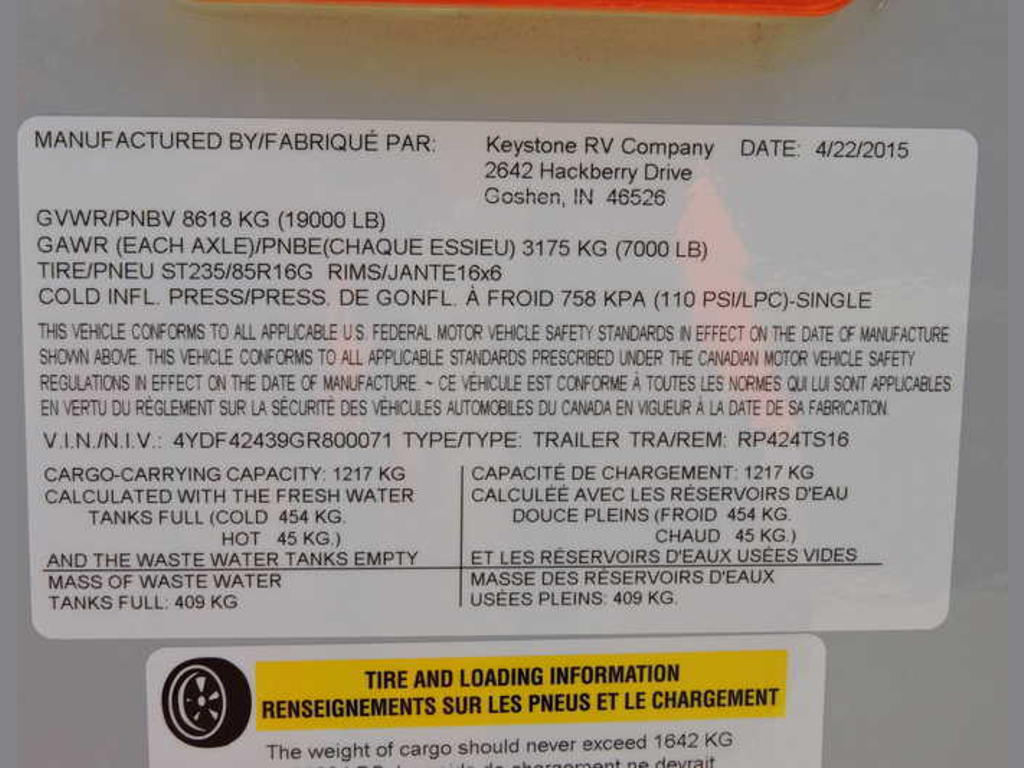 MANUFACTURED BY/FABRIQUÉ PAR: Keystone RV Company DATE: 4/22/2015
2642 Hackberry Drive
Goshen, IN 46526
GVWR/PNBV 8618 KG (19000 LB)
GAWR (EACH AXLE)/PNBE(CHAQUE ESSIEU) 3175 KG (7000 LB)
TIRE/PNEU ST235/85R16G RIMS/JANTE16x6
COLD INFL. PRESS/PRESS. DE GONFL. À FROID 758 KPA (110 PSI/LPC)-SINGLE
THIS VEHICLE CONFORMS TO ALL APPLICABLE U.S. FEDERAL MOTOR VEHICLE SAFETY STANDARDS IN EFFECT ON THE DATE OF MANUFACTURE
SHOWN ABOVE. THIS VEHICLE CONFORMS TO ALL APPLICABLE STANDARDS PRESCRIBED UNDER THE CANADIAN MOTOR VEHICLE SAFETY
REGULATIONS IN EFFECT ON THE DATE OF MANUFACTURE. ~ CE VÉHICULE EST CONFORME À TOUTES LES NORMES QUI LUI SONT APPLICABLES
EN VERTU DU RÈGLEMENT SUR LA SÉCURITÉ DES VÉHICULES AUTOMOBILES DU CANADA EN VIGUEUR À LA DATE DE SA FABRICATION.
V.I.N./N.I.V.: 4YDF42439GR800071 TYPE/TYPE: TRAILER TRA/REM: RP424TS16
CARGO-CARRYING CAPACITY: 1217 KG
CALCULATED WITH THE FRESH WATER
TANKS FULL (COLD 454 KG.
HOT 45 KG.)
AND THE WASTE WATER TANKS EMPTY
MASS OF WASTE WATER
TANKS FULL: 409 KG
CAPACITÉ DE CHARGEMENT: 1217 KG
CALCULÉE AVEC LES RÉSERVOIRS D'EAU
DOUCE PLEINS (FROID 454 KG.
CHAUD 45 KG.)
ET LES RÉSERVOIRS D'EAUX USÉES VIDES
MASSE DES RÉSERVOIRS D'EAUX
USÉES PLEINS: 409 KG.
TIRE AND LOADING INFORMATION
RENSEIGNEMENTS SUR LES PNEUS ET LE CHARGEMENT
The weight of cargo should never exceed 1642 KG
de chargement ne devrait